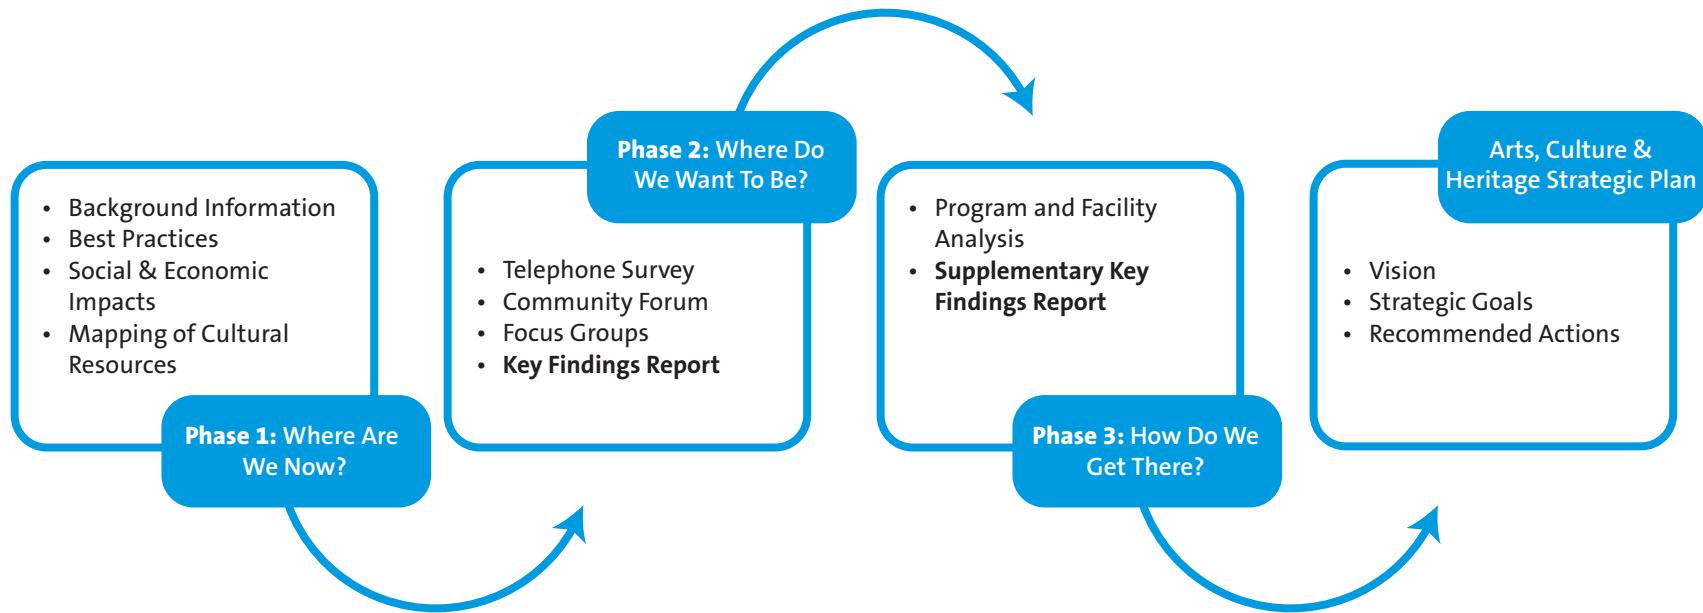 • Background Information
• Best Practices
• Social & Economic
Impacts
• Mapping of Cultural
Resources
Phase 1: Where Are
We Now?
Phase 2: Where Do
We Want To Be?
• Telephone Survey
• Community Forum
• Focus Groups
• Key Findings Report
• Program and Facility
Analysis
• Supplementary Key
Findings Report
Phase 3: How Do We
Get There?
Arts, Culture &
Heritage Strategic Plan
• Vision
• Strategic Goals
• Recommended Actions